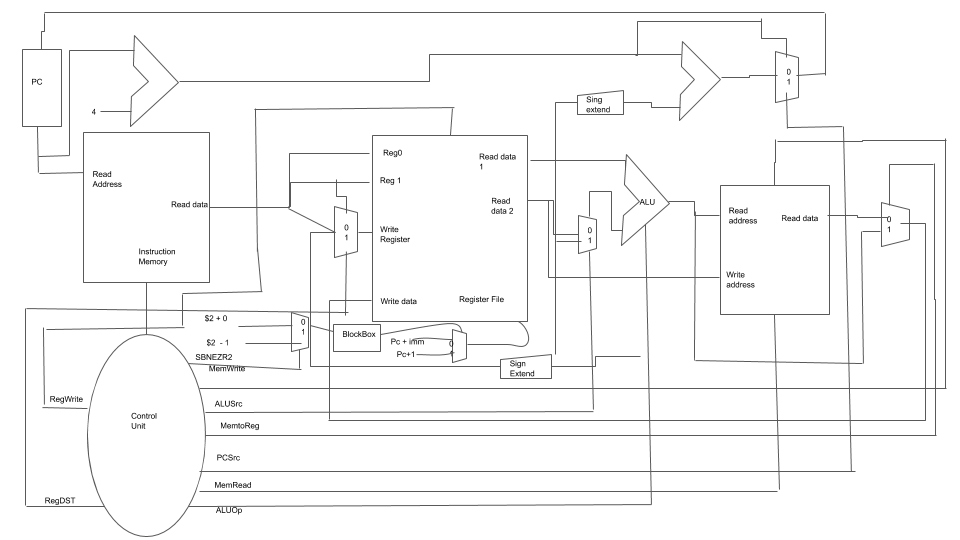 PC
4
Sing
extend
0
1
Read
Address
Read data
Instruction
Memory
Reg0
Reg 1
Write
Register
Write data
Read data
1
Read
data 2
Register File
0
1
0
1
ALU
Read
address
Read data
Write
address
0
1
$2 + 0
$2 - 1
0
1
BlockBox
Pc + imm
Pc+1
0
1
Sign
Extend
SBNEZR2
MemWrite
RegWrite
ALUSrc
Control
Unit
MemtoReg
PCSrc
MemRead
RegDST
ALUOp